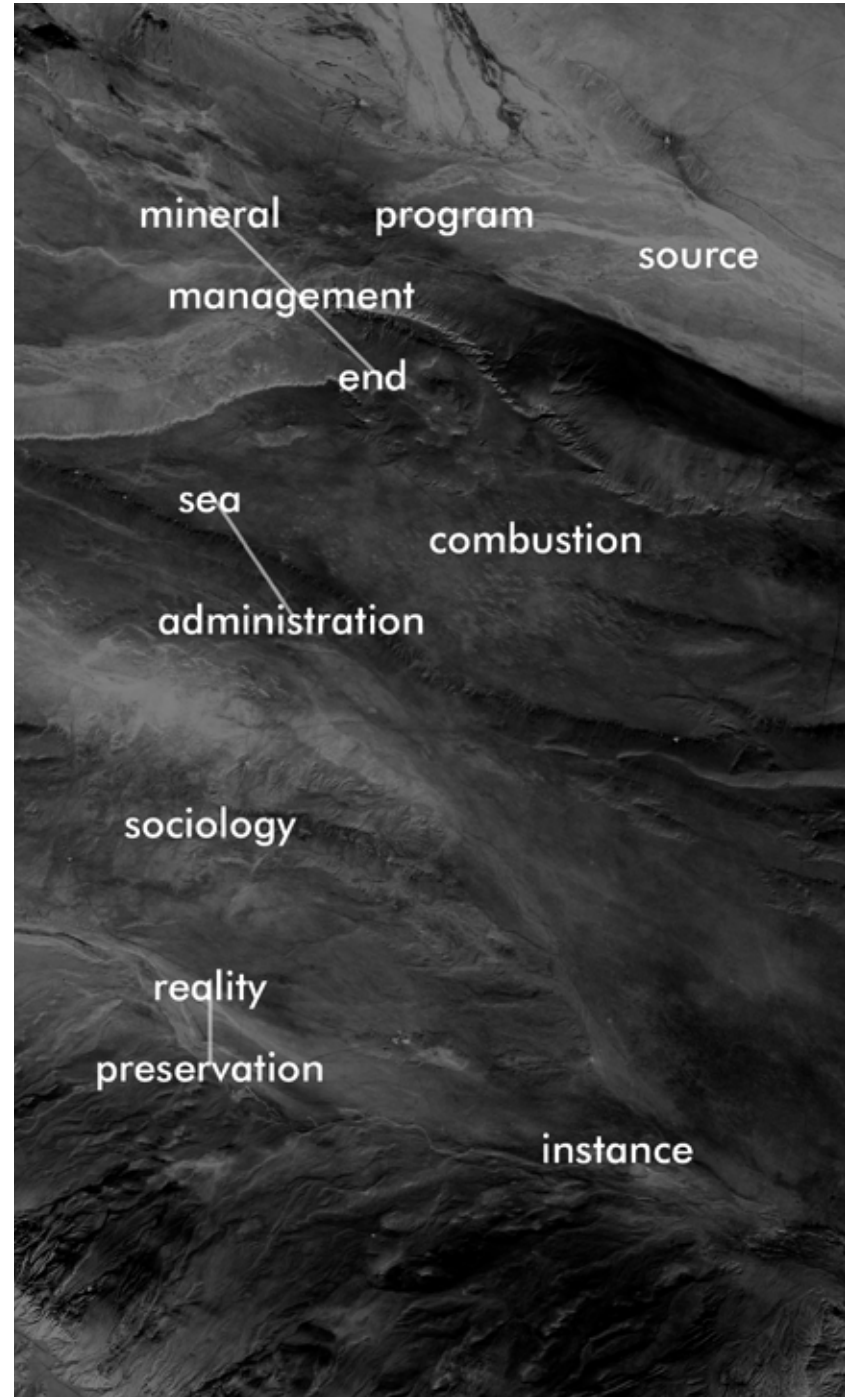 mineral program
source
management
end
sea
combustion
administration
sociology
reality
preservation
instance